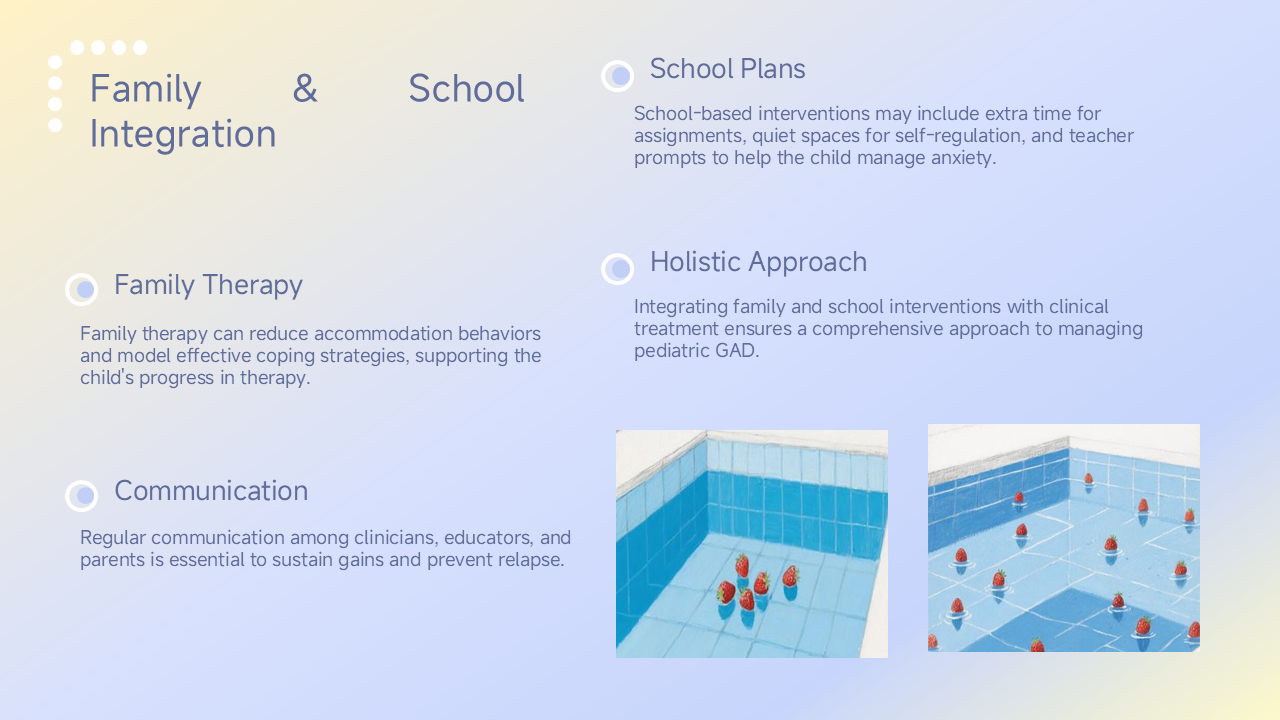 Family & School
Integration
Family Therapy
Family therapy can reduce accommodation behaviors
and model effective coping strategies, supporting the
child's progress in therapy.
Communication
Regular communication among clinicians, educators, and
parents is essential to sustain gains and prevent relapse.
School Plans
School-based interventions may include extra time for
assignments, quiet spaces for self-regulation, and teacher
prompts to help the child manage anxiety.
Holistic Approach
Integrating family and school interventions with clinical
treatment ensures a comprehensive approach to managing
pediatric GAD.